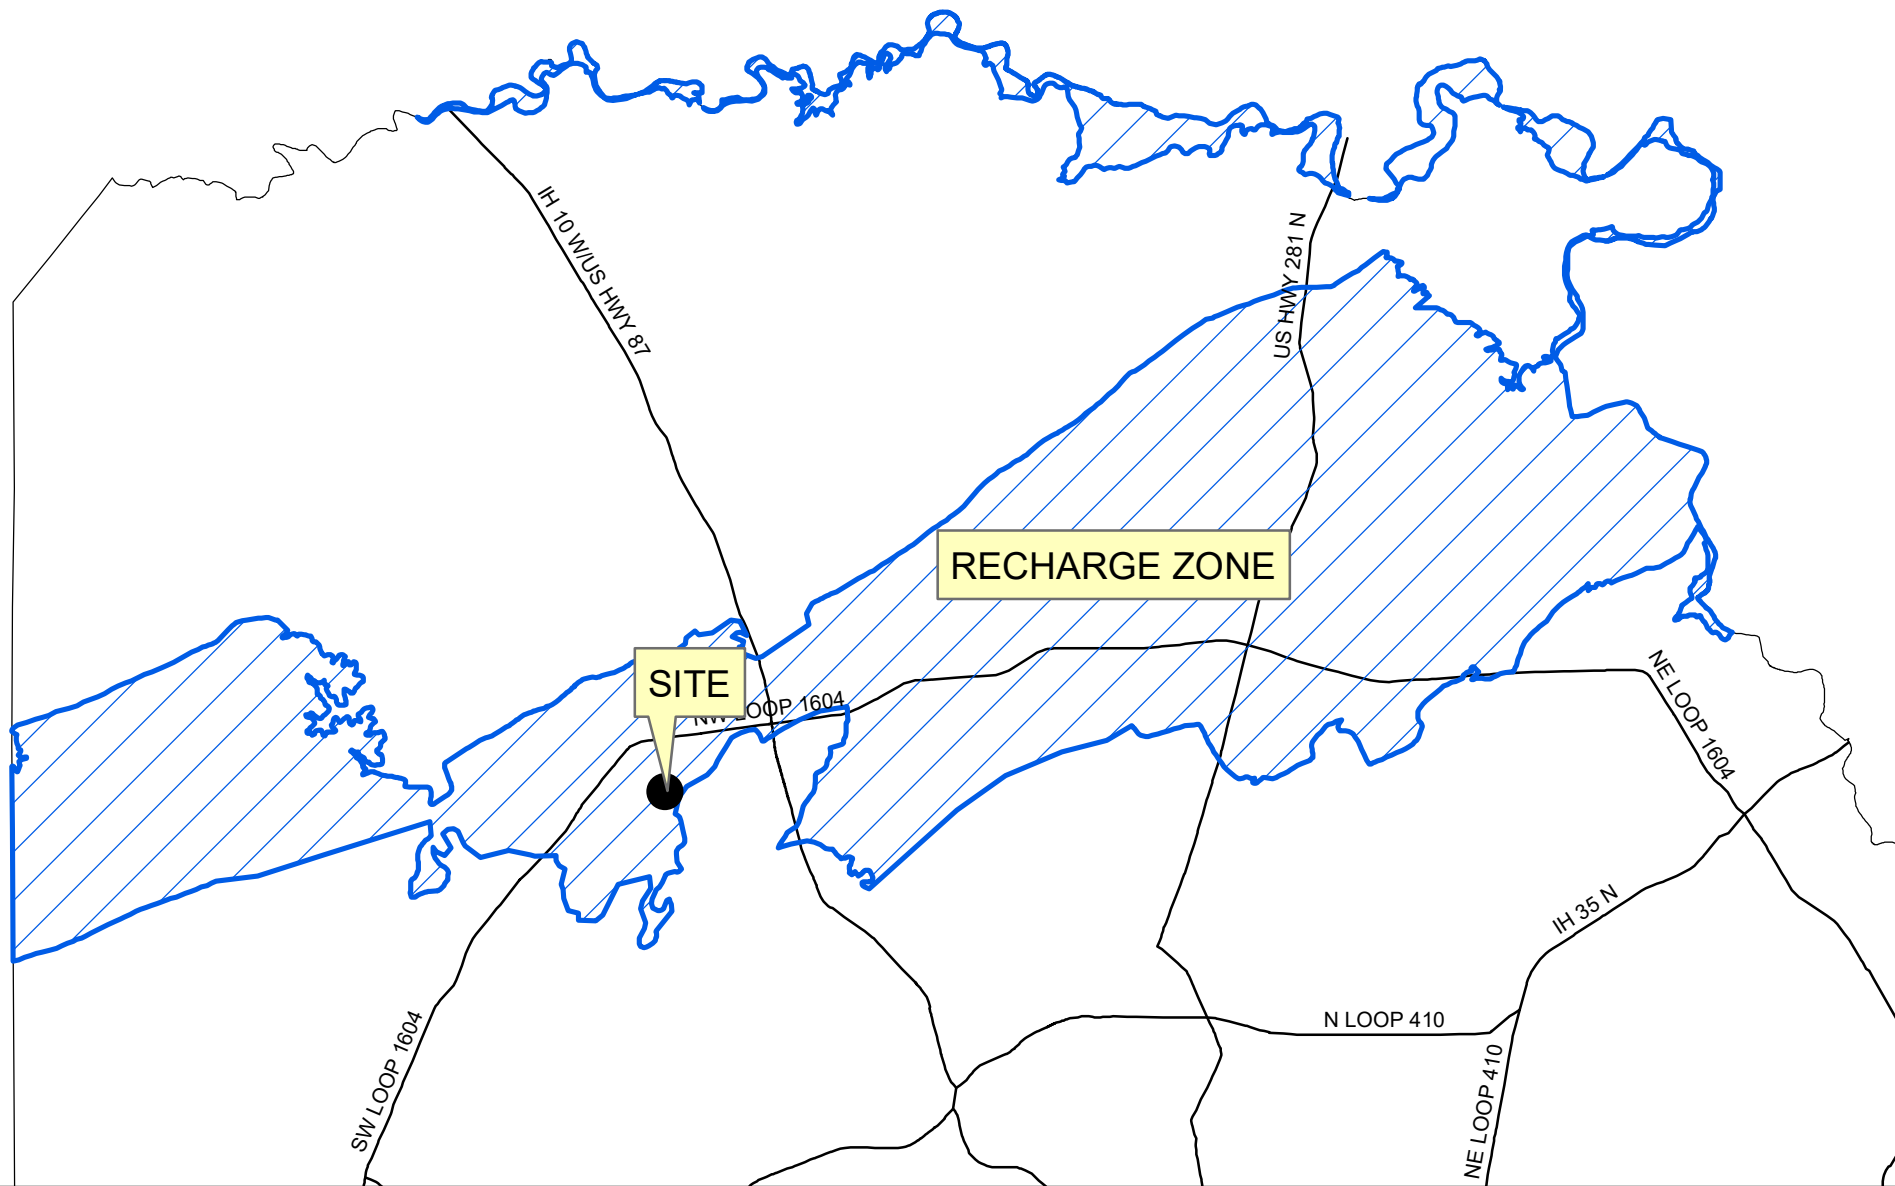 IH 10 W/US HWY 87
US HWY 281 N
RECHARGE ZONE
SITE
NW LOOP 1604
NE LOOP 1604
IH 35 N
N LOOP 410
SW LOOP 1604
NE LOOP 410